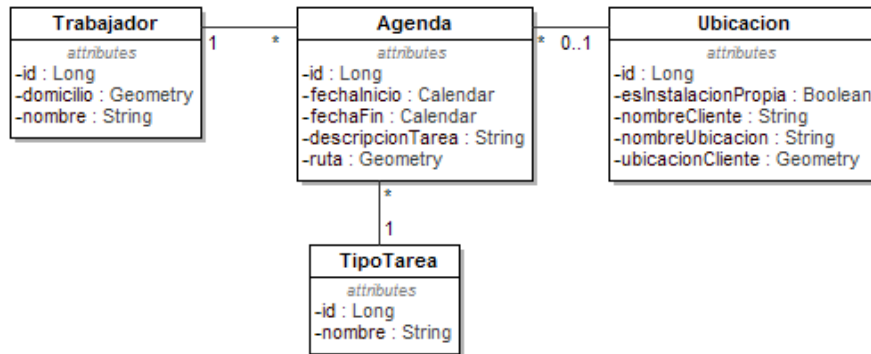 Trabajador
attributes
-id : Long
-domicilio : Geometry
-nombre : String
1
*
Agenda
attributes
-id : Long
-fechaInicio : Calendar
-fechaFin : Calendar
-descripcionTarea : String
-ruta : Geometry
*
0..1
Ubicacion
attributes
-id : Long
-esInstalacionPropia : Boolean
-nombreCliente : String
-nombreUbicacion : String
-ubicacionCliente : Geometry
*
1
TipoTarea
attributes
-id : Long
-nombre : String